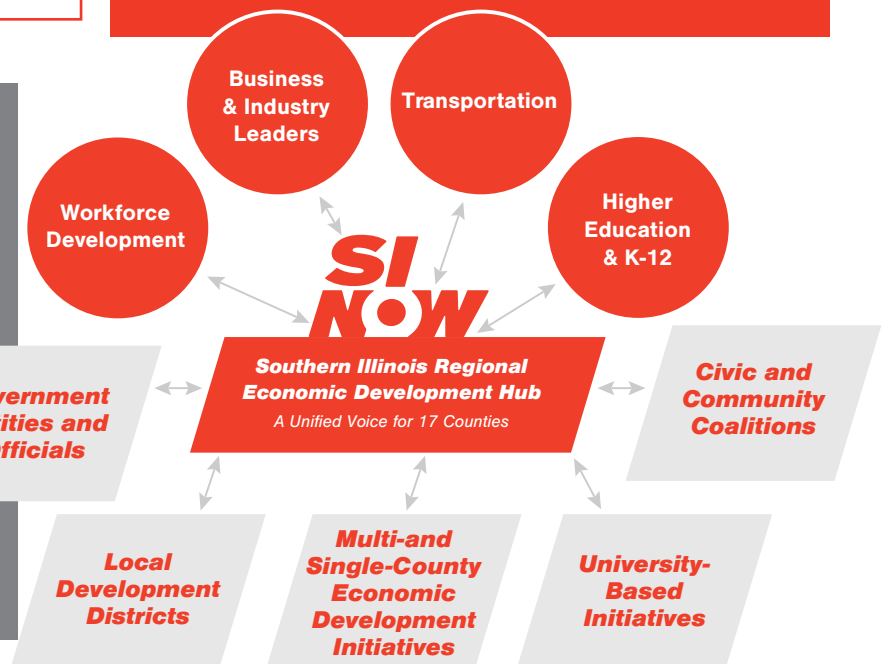 Business
& Industry
Leaders
Transportation
Workforce
Development
Higher
Education
& K-12
SI
NOW
Southern Illinois Regional
Economic Development Hub
A Unified Voice for 17 Counties
and
Civic and
Community
Coalitions
Local
Development
Districts
Multi-and
Single-County
Economic
Development
Initiatives
University-
Based
Initiatives